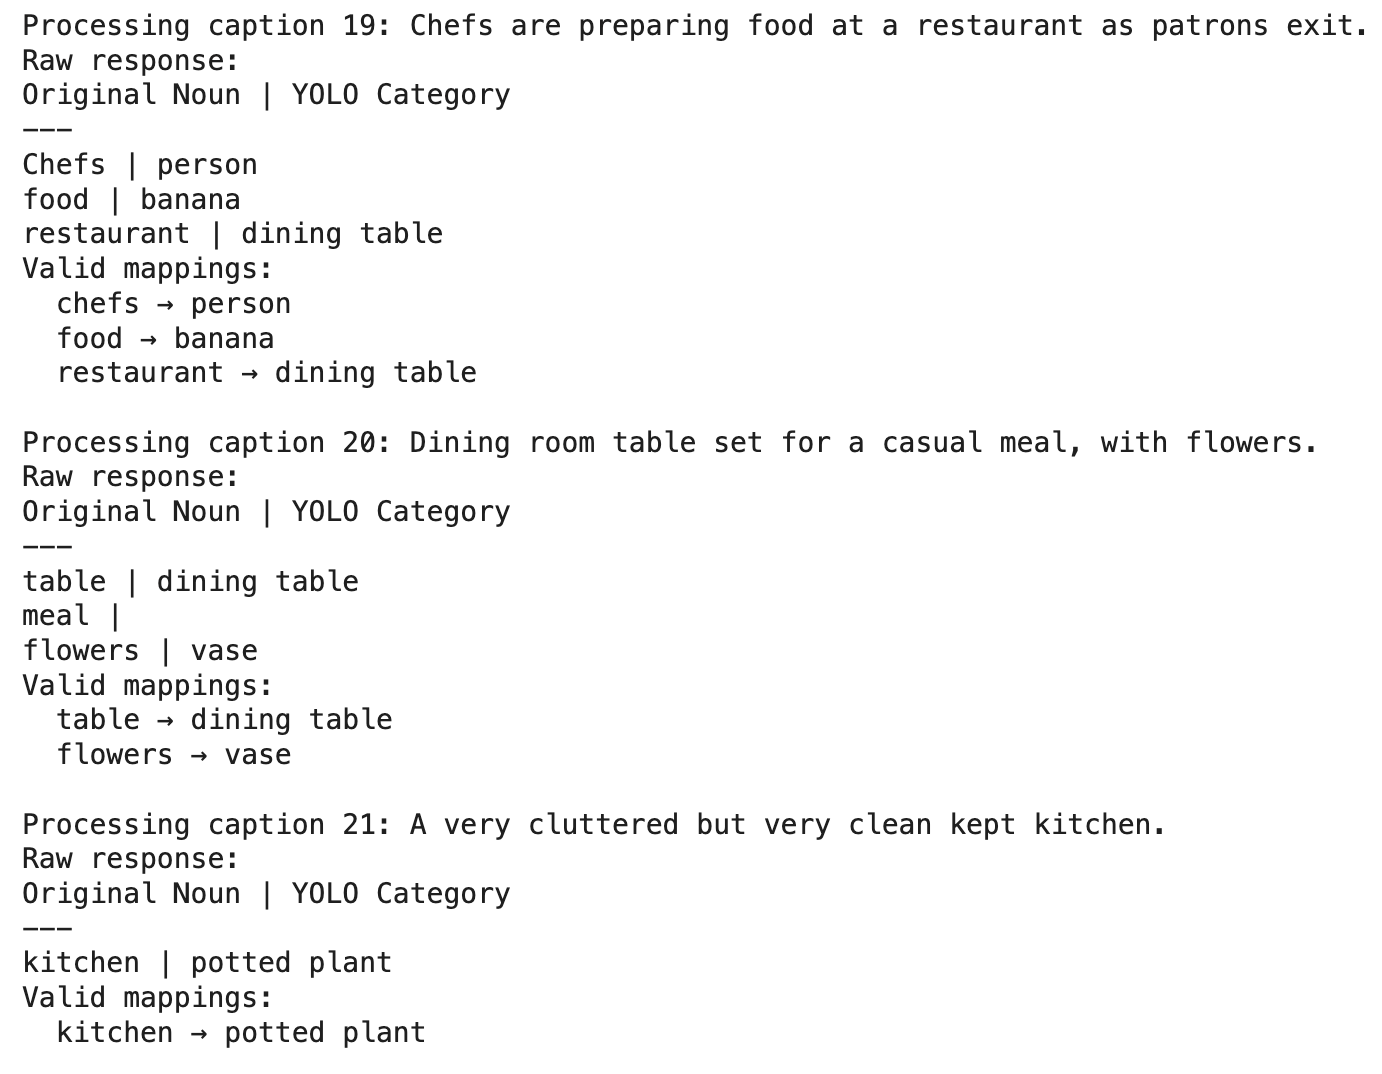 Processing caption 19: Chefs are preparing food at a restaurant as patrons exit.
Raw response:
Original Noun | YOLO Category
---
Chefs | person
food | banana
restaurant | dining table
Valid mappings:
  chefs → person
  food → banana
  restaurant → dining table

Processing caption 20: Dining room table set for a casual meal, with flowers.
Raw response:
Original Noun | YOLO Category
---
table | dining table
meal |
flowers | vase
Valid mappings:
  table → dining table
  flowers → vase

Processing caption 21: A very cluttered but very clean kept kitchen.
Raw response:
Original Noun | YOLO Category
---
kitchen | potted plant
Valid mappings:
  kitchen → potted plant